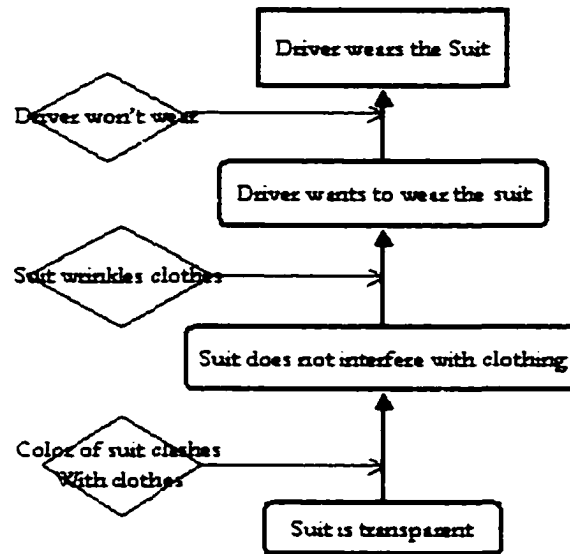 Driver wears the Suit
Driver won't wear
Driver wants to wear the suit
Suit wrinkles clothes
Suit does not interfere with clothing
Color of suit clashes
With clothes
Suit is transparent